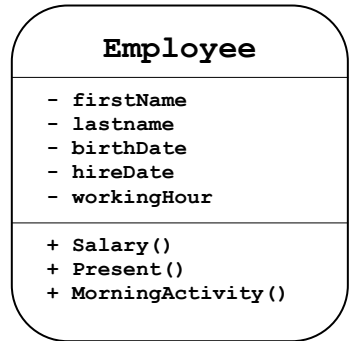 Employee
- firstName
- lastname
- birthDate
- hireDate
- workingHour
+ Salary()
+ Present()
+ MorningActivity()